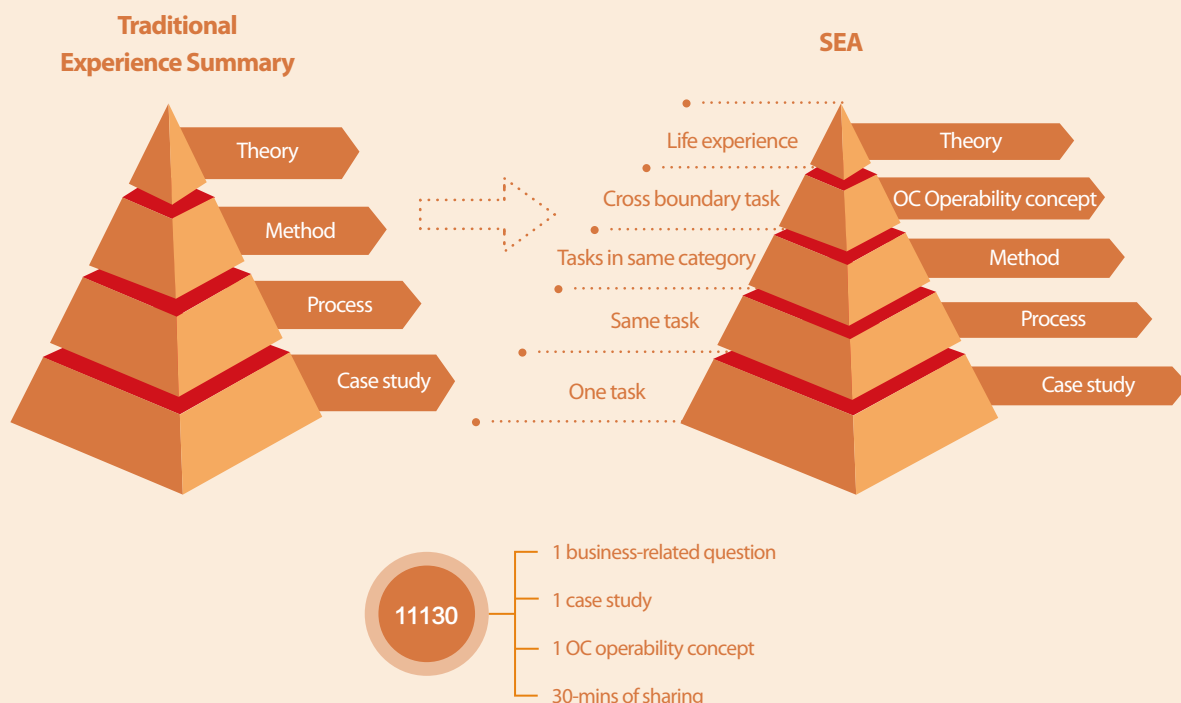 Traditional
Experience Summary
Theory
Method
Process
Case study
SEA
Life experience
Theory
Cross boundary task
OC Operability concept
Tasks in same category
Method
Same task
Process
One task
Case study
11130
1 business-related question
1 case study
1 OC operability concept
30-mins of sharing